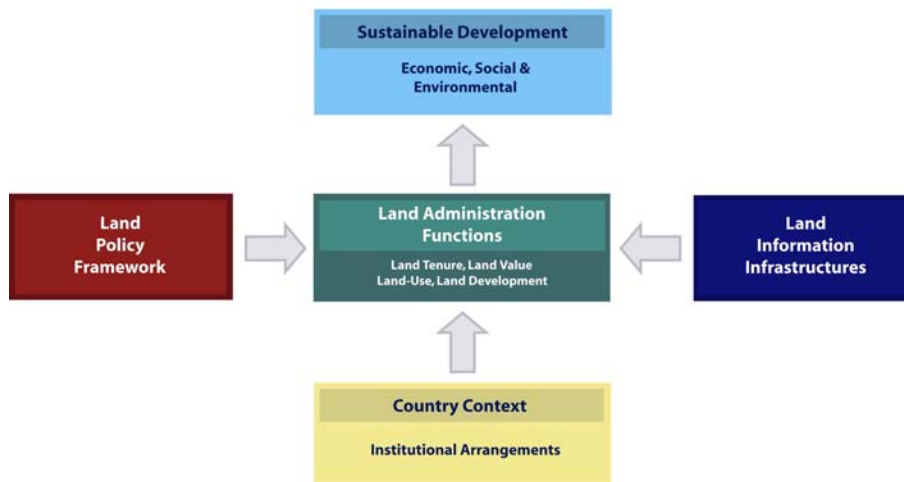 Sustainable Development
Economic, Social &
Environmental
Land
Policy
Framework
Land Administration
Functions
Land Tenure, Land Value
Land-Use, Land Development
Land
Information
Infrastructures
Country Context
Institutional Arrangements